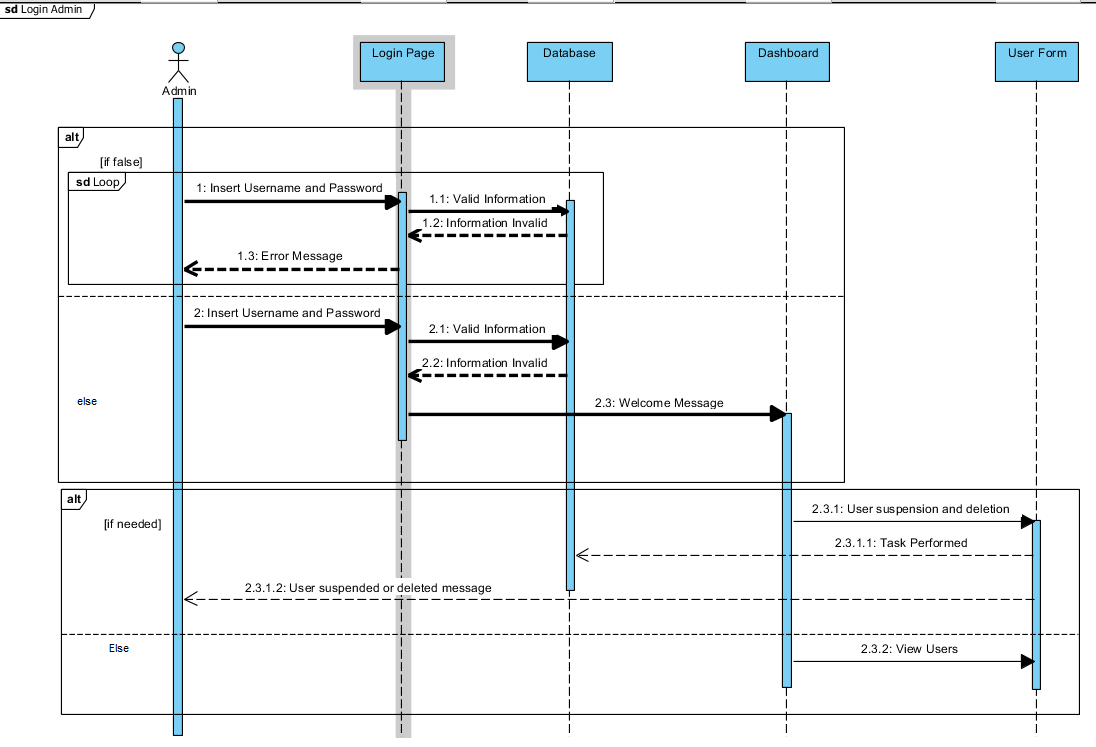 sd Login Admin
Login Page
Database
Dashboard
User Form
Admin
alt
[if false]
sd Loop
1: Insert Username and Password
1.1: Valid Information
1.2: Information Invalid
1.3: Error Message
2: Insert Username and Password
2.1: Valid Information
2.2: Information Invalid
else
2.3: Welcome Message
alt
[if needed]
2.3.1: User suspension and deletion
2.3.1.1: Task Performed
2.3.1.2: User suspended or deleted message
Else
2.3.2: View Users